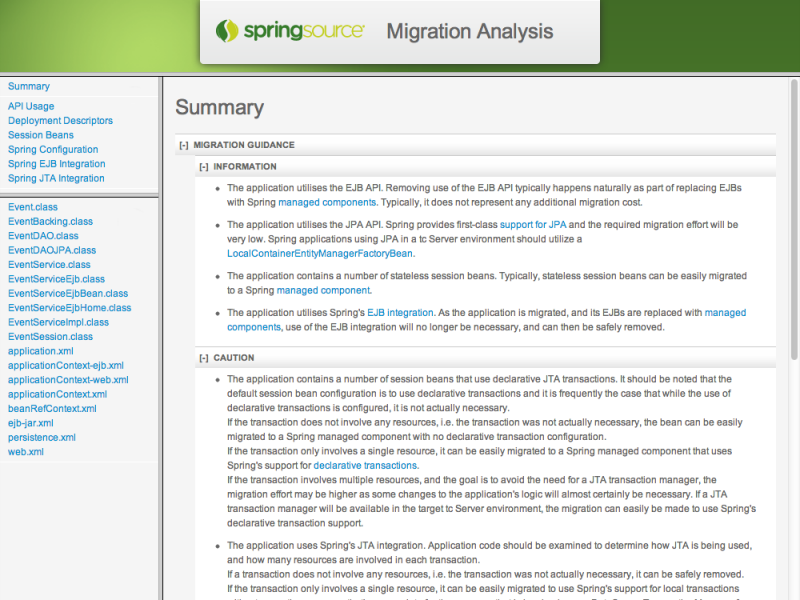 springsource Migration Analysis
Summary
API Usage
Deployment Descriptors
Session Beans
Spring Configuration
Spring EJB Integration
Spring JTA Integration
Event.class
EventBacking.class
EventDAO.class
EventDAOJPA.class
EventService.class
EventServiceEjb.class
EventServiceEjbBean.class
EventServiceEjbHome.class
EventServiceImpl.class
EventSession.class
application.xml
applicationContext-ejb.xml
applicationContext-web.xml
applicationContext.xml
beanRefContext.xml
ejb-jar.xml
persistence.xml
web.xml
Summary
[-] MIGRATION GUIDANCE
[-] INFORMATION
• The application utilises the EJB API. Removing use of the EJB API typically happens naturally as part of replacing EJBs
with Spring managed components. Typically, it does not represent any additional migration cost.
• The application utilises the JPA API. Spring provides first-class support for JPA and the required migration effort will be
very low. Spring applications using JPA in a tc Server environment should utilize a
LocalContainerEntityManagerFactoryBean.
• The application contains a number of stateless session beans. Typically, stateless session beans can be easily migrated
to a Spring managed component.
• The application utilises Spring's EJB integration. As the application is migrated, and its EJBs are replaced with managed
components, use of the EJB integration will no longer be necessary, and can then be safely removed.
[-] CAUTION
• The application contains a number of session beans that use declarative JTA transactions. It should be noted that the
default session bean configuration is to use declarative transactions and it is frequently the case that while the use of
declarative transactions is configured, it is not actually necessary.
If the transaction does not involve any resources, i.e. the transaction was not actually necessary, the bean can be easily
migrated to a Spring managed component with no declarative transaction configuration.
If the transaction only involves a single resource, it can be easily migrated to a Spring managed component that uses
Spring's support for declarative transactions.
If the transaction involves multiple resources, and the goal is to avoid the need for a JTA transaction manager, the
migration effort may be higher as some changes to the application's logic will almost certainly be necessary. If a JTA
transaction manager will be available in the target tc Server environment, the migration can easily be made to use Spring's
declarative transaction support.
• The application uses Spring's JTA integration. Application code should be examined to determine how JTA is being used,
and how many resources are involved in each transaction.
If a transaction does not involve any resources, i.e. the transaction was not actually necessary, it can be safely removed.
If the transaction only involves a single resource, it can be easily migrated to use Spring's support for local transactions